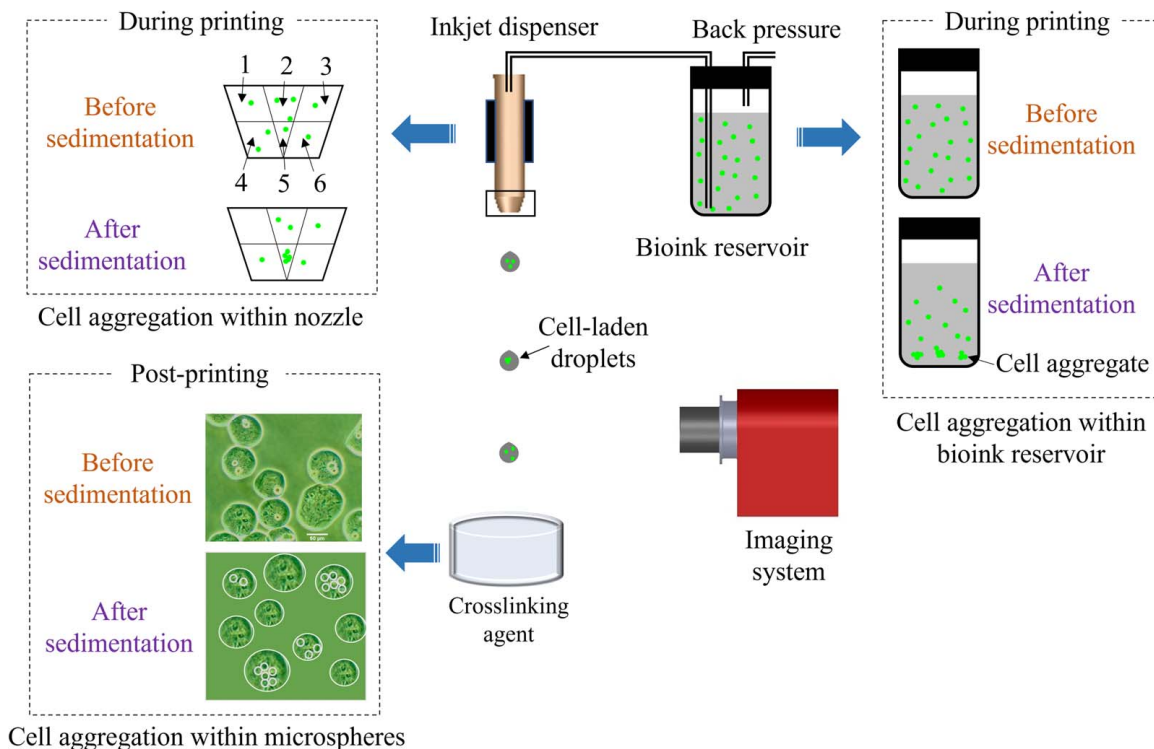 During printing
1 2 3
Before
sedimentation
4 5 6
After
sedimentation
Cell aggregation within nozzle
Inkjet dispenser
Back pressure
Bioink reservoir
Cell-laden
droplets
Imaging
system
Crosslinking
agent
During printing
Before
sedimentation
After
sedimentation
Cell aggregate
Cell aggregation within
bioink reservoir
Post-printing
Before
sedimentation
50 μm
After
sedimentation
Cell aggregation within microspheres